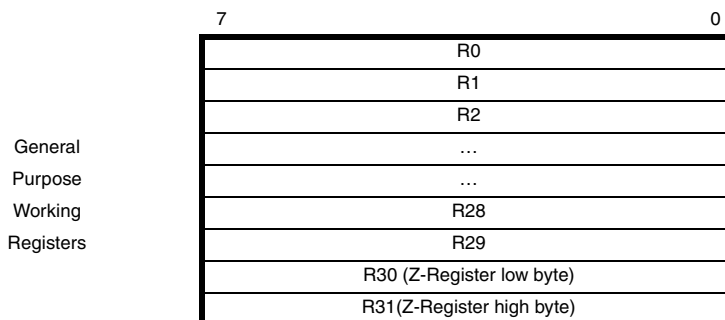 7 0
R0
R1
R2
General …
Purpose …
Working R28
Registers R29
R30 (Z-Register low byte)
R31(Z-Register high byte)